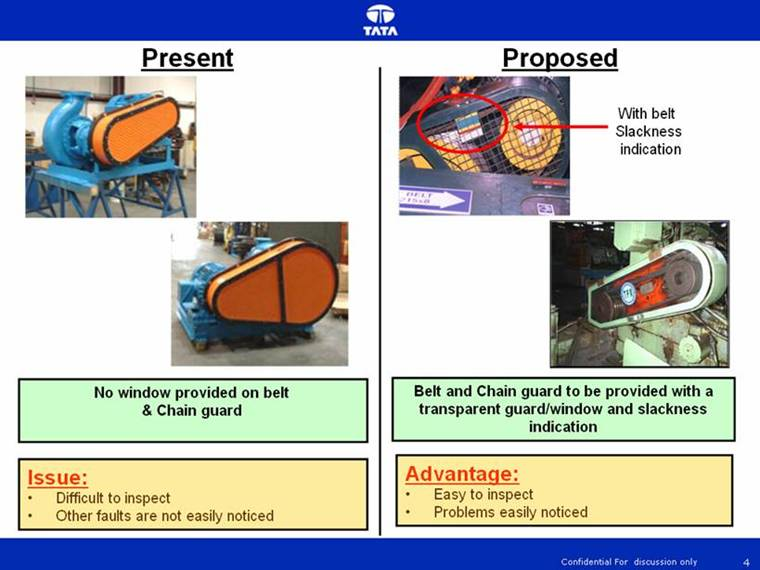 TATA
Present
Proposed
With belt
Slackness
indication
BELT
No window provided on belt
& Chain guard
Belt and Chain guard to be provided with a
transparent guard/window and slackness
indication
Issue:
• Difficult to inspect
• Other faults are not easily noticed
Advantage:
• Easy to inspect
• Problems easily noticed
Confidential For discussion only
4